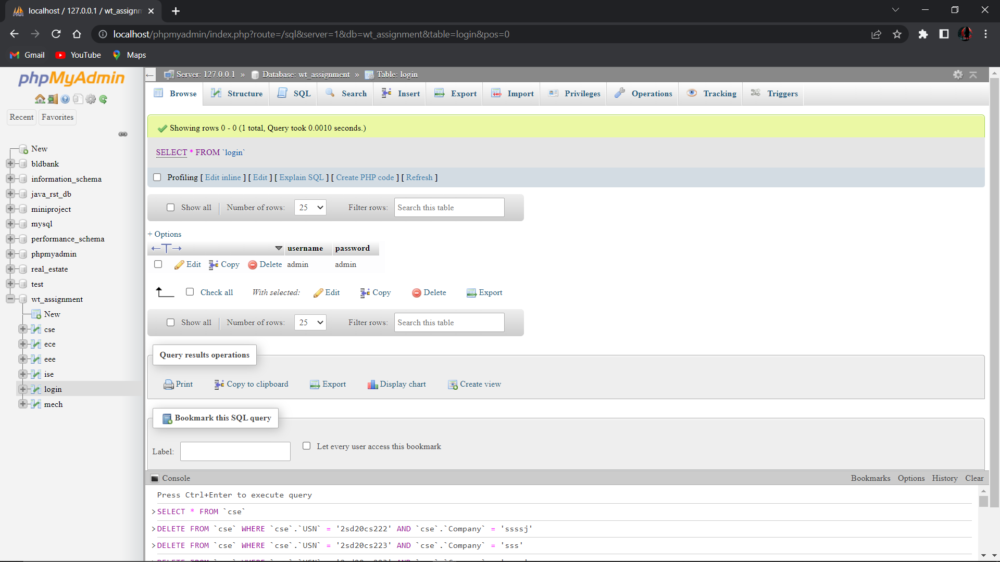 localhost / 127.0.0.1 / wt_assignm
localhost/phpmyadmin/index.php?route=/sql&server=1&db=wt_assignment&table=login&pos=0
Gmail YouTube Maps
phpMyAdmin
Recent Favorites
New
bldbank
information_schema
java_rst_db
miniproject
mysql
performance_schema
phpmyadmin
real_estate
test
wt_assignment
New
cse
ece
eee
ise
login
mech
Server: 127.0.0.1 » Database: wt_assignment » Table: login
Browse Structure SQL Search Insert Export Import Privileges Operations Tracking Triggers
Showing rows 0 - 0 (1 total, Query took 0.0010 seconds.)
SELECT * FROM `login`
Profiling [ Edit inline ] [ Edit ] [ Explain SQL ] [ Create PHP code ] [ Refresh ]
Show all Number of rows: 25 Filter rows: Search this table
+ Options
←T→ username password
Edit Copy Delete admin admin
Check all With selected: Edit Copy Delete Export
Show all Number of rows: 25 Filter rows: Search this table
Query results operations
Print Copy to clipboard Export Display chart Create view
Bookmark this SQL query
Label: Let every user access this bookmark
Console Bookmarks Options History Clear
Press Ctrl+Enter to execute query
>SELECT * FROM `cse`
>DELETE FROM `cse` WHERE `cse`.`USN` = '2sd20cs222' AND `cse`.`Company` = 'ssssj'
>DELETE FROM `cse` WHERE `cse`.`USN` = '2sd20cs223' AND `cse`.`Company` = 'sss'